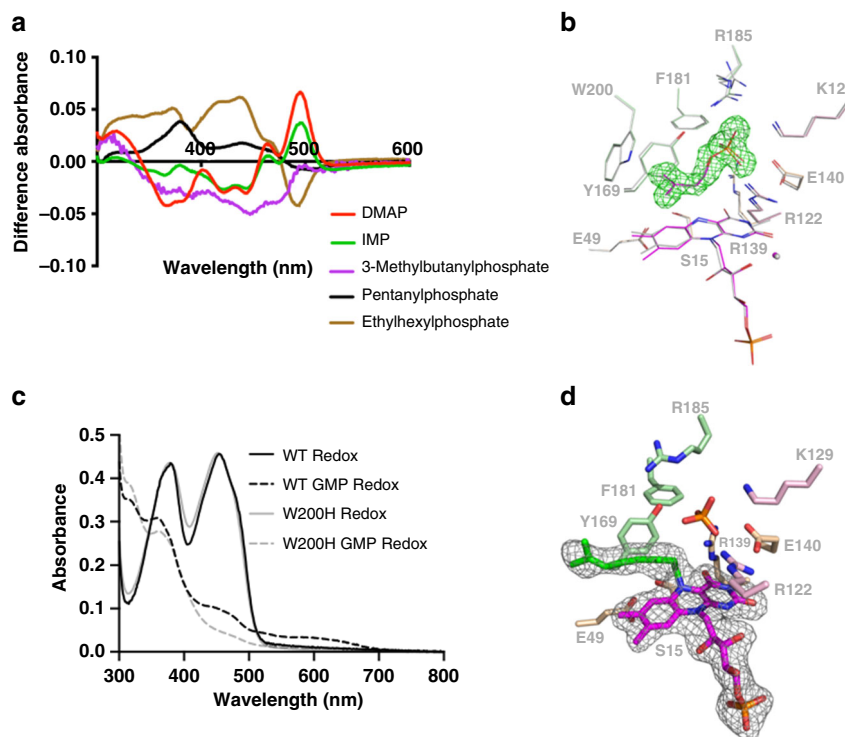 a
0.10
0.05
0.00
−0.05
−0.10
Difference absorbance
400
500
600
Wavelength (nm)
DMAP
IMP
3-Methylbutanylphosphate
Pentanylphosphate
Ethylhexylphosphate
b
R185
F181
W200
K12
Y169
E140
R122
E49
R139
S15
c
0.5
0.4
0.3
0.2
0.1
0.0
Absorbance
300
400
500
600
700
800
Wavelength (nm)
WT Redox
WT GMP Redox
W200H Redox
W200H GMP Redox
d
R185
K129
F181
Y169
R139
E140
R122
E49
S15